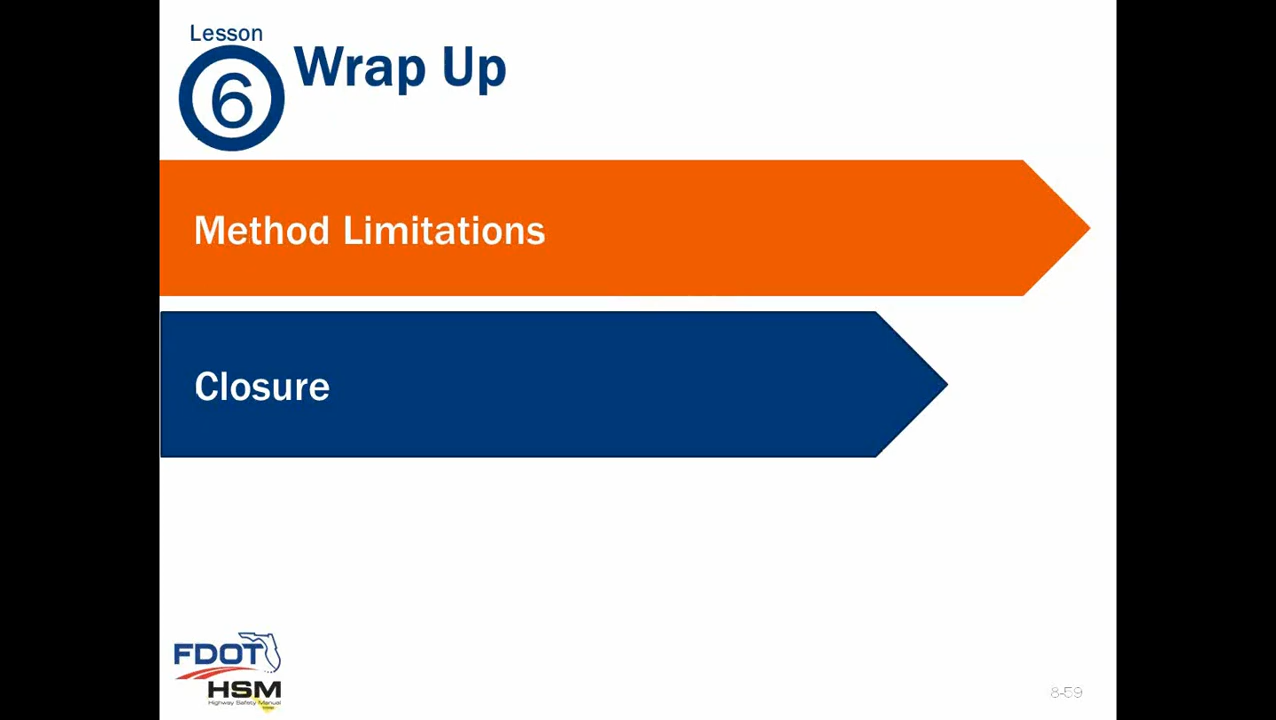 Lesson
6
Wrap Up
Method Limitations
Closure
FDOT
HSM
Highway Safety Manual
8-59